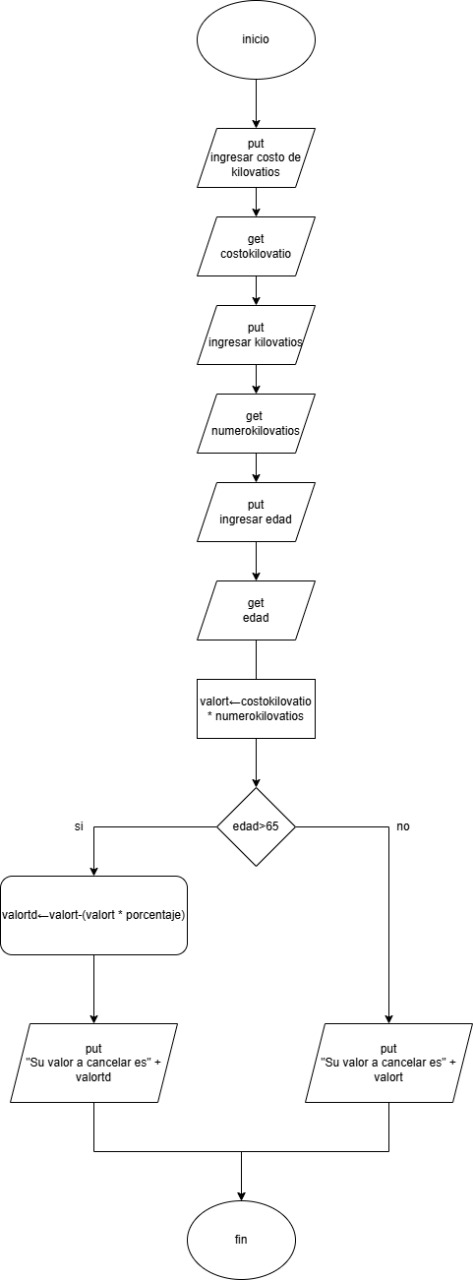 inicio
put
ingresar costo de
kilovatios
get
costokilovatio
put
ingresar kilovatios
get
numerokilovatios
put
ingresar edad
get
edad
valort←costokilovatio
* numerokilovatios
edad>65
si
no
valortd←valort-(valort * porcentaje)
put
"Su valor a cancelar es" +
valortd
put
"Su valor a cancelar es" +
valort
fin